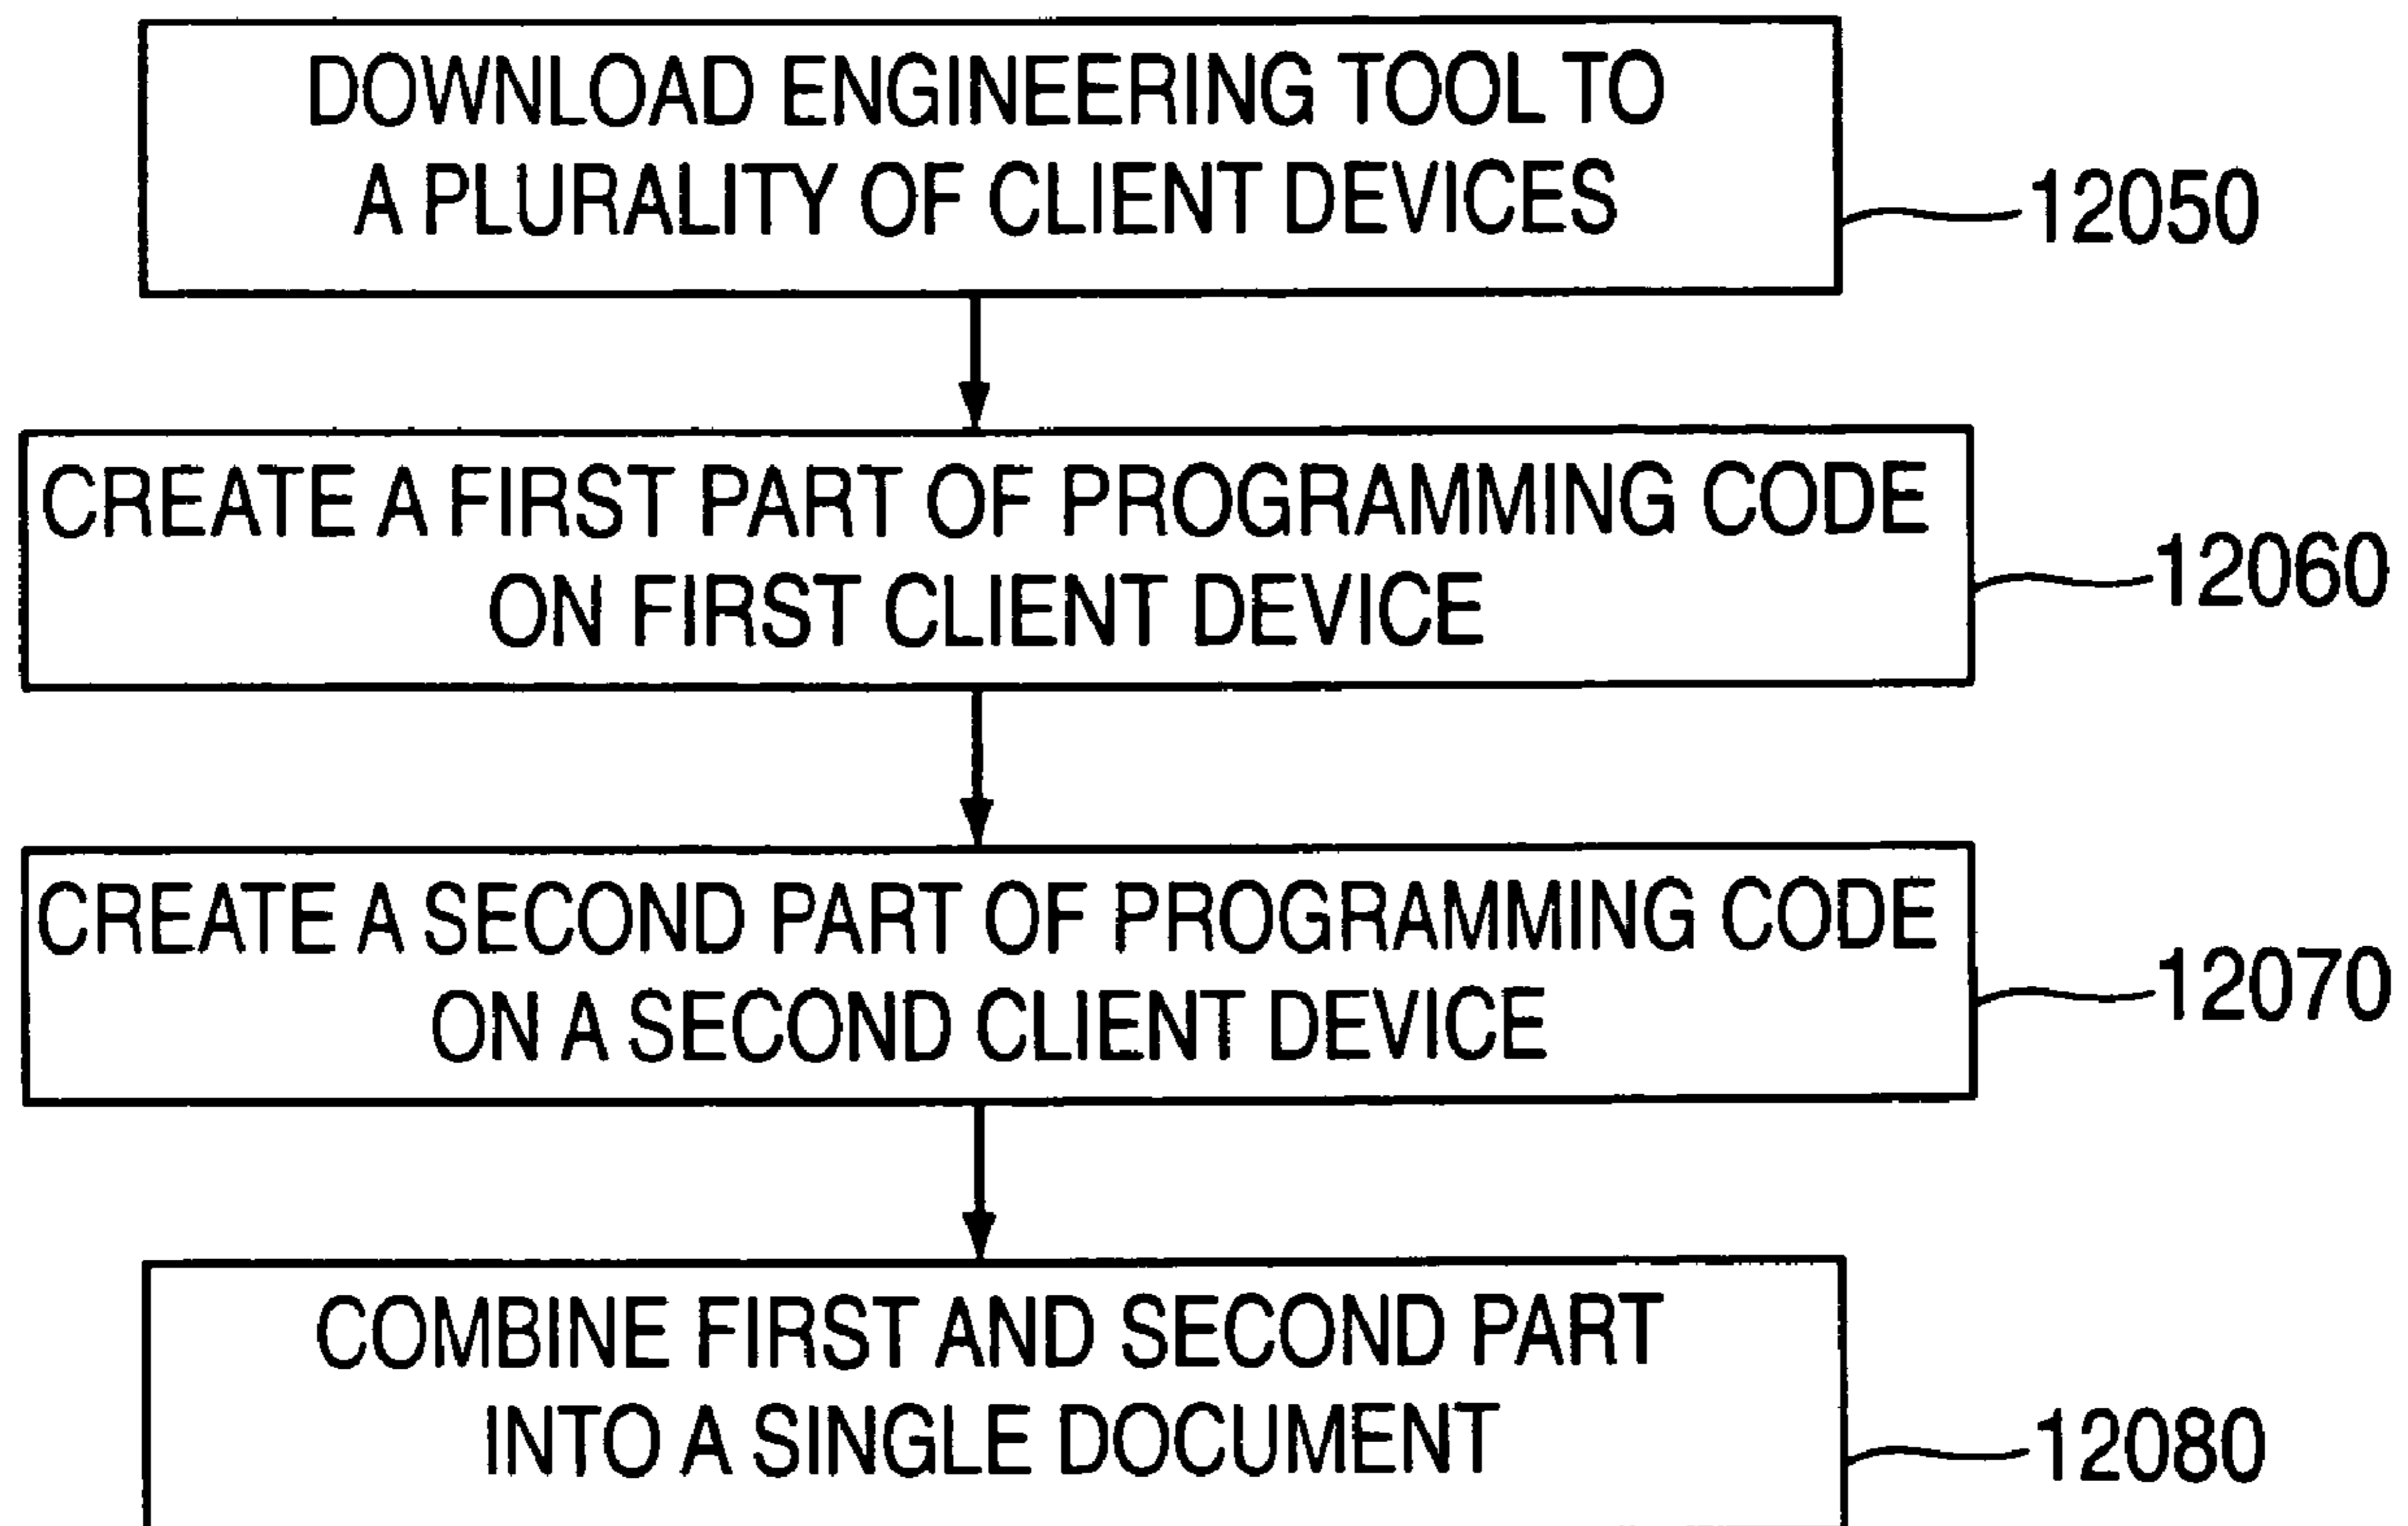 DOWNLOAD ENGINEERING TOOL TO
A PLURALITY OF CLIENT DEVICES
12050
CREATE A FIRST PART OF PROGRAMMING CODE
ON FIRST CLIENT DEVICE
12060
CREATE A SECOND PART OF PROGRAMMING CODE
ON A SECOND CLIENT DEVICE
12070
COMBINE FIRST AND SECOND PART
INTO A SINGLE DOCUMENT
12080